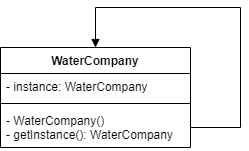 WaterCompany
- instance: WaterCompany
- WaterCompany()
- getInstance(): WaterCompany